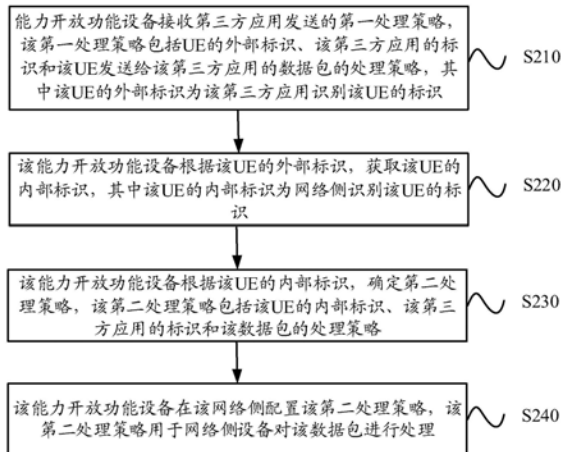 能力开放功能设备接收第三方应用发送的第一处理策略，
该第一处理策略包括UE的外部标识、该第三方应用的标
识和该UE发送给该第三方应用的数据包的处理策略，其
中该UE的外部标识为该第三方应用识别该UE的标识
S210
该能力开放功能设备根据该UE的外部标识，获取该UE的
内部标识，其中该UE的内部标识为网络侧识别该UE的标
识
S220
该能力开放功能设备根据该UE的内部标识，确定第二处
理策略，该第二处理策略包括该UE的内部标识、该第三
方应用的标识和该数据包的处理策略
S230
该能力开放功能设备在该网络侧配置该第二处理策略，该
第二处理策略用于网络侧设备对该数据包进行处理
S240